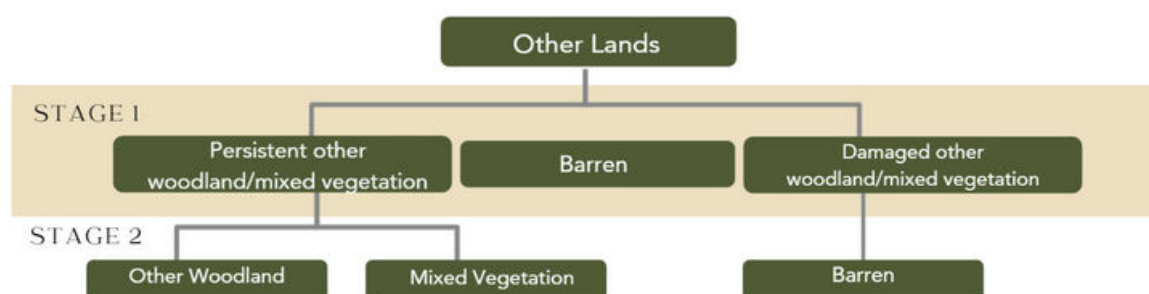 Other Lands
STAGE 1
Persistent other
woodland/mixed vegetation
Barren
Damaged other
woodland/mixed vegetation
STAGE 2
Other Woodland
Mixed Vegetation
Barren